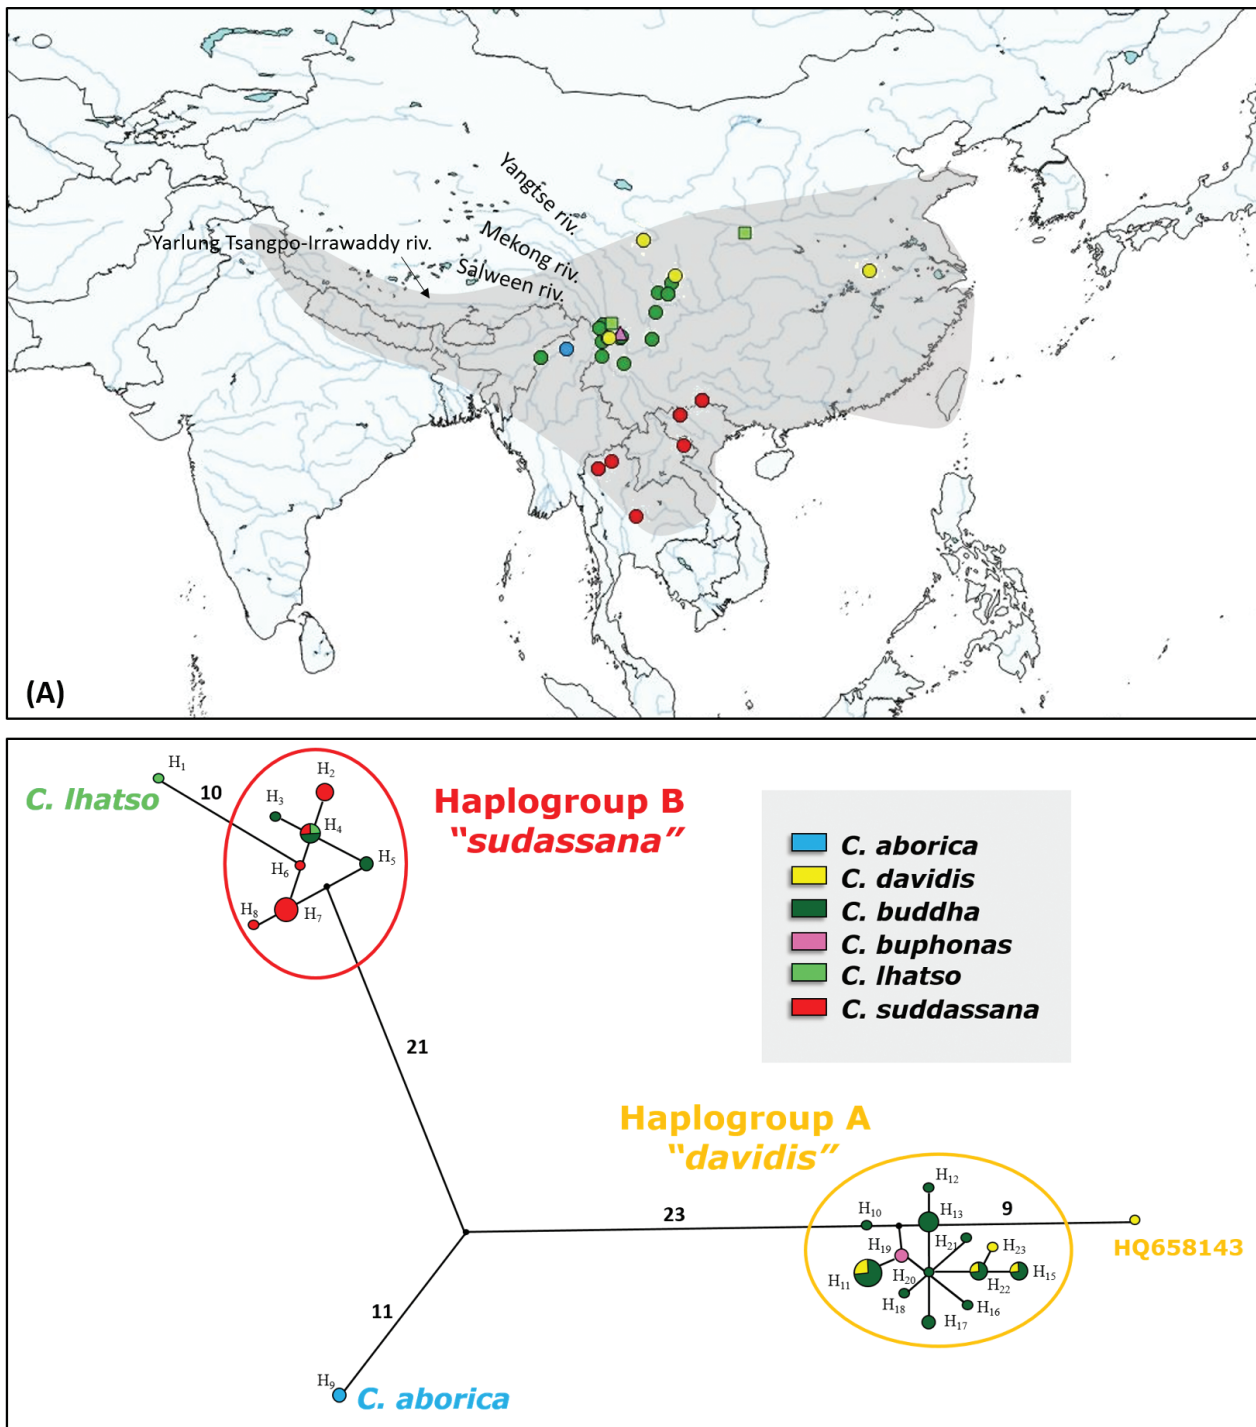 Yangtse riv.
Mekong riv.
Yarlung Tsangpo-Irrawaddy riv.
Salween riv.
(A)
H1
C. lhatso
10
H2
H3
H4
H5
H6
H7
H8
Haplogroup B
“sudassana”
C. aborica
C. davidis
C. buddha
C. buphonas
C. lhatso
C. suddassana
21
Haplogroup A
“davidis”
23
H12
H10
H13
9
HQ658143
H19
H21
H23
H11
H20
H22
H15
H18
H16
H17
11
H9
C. aborica